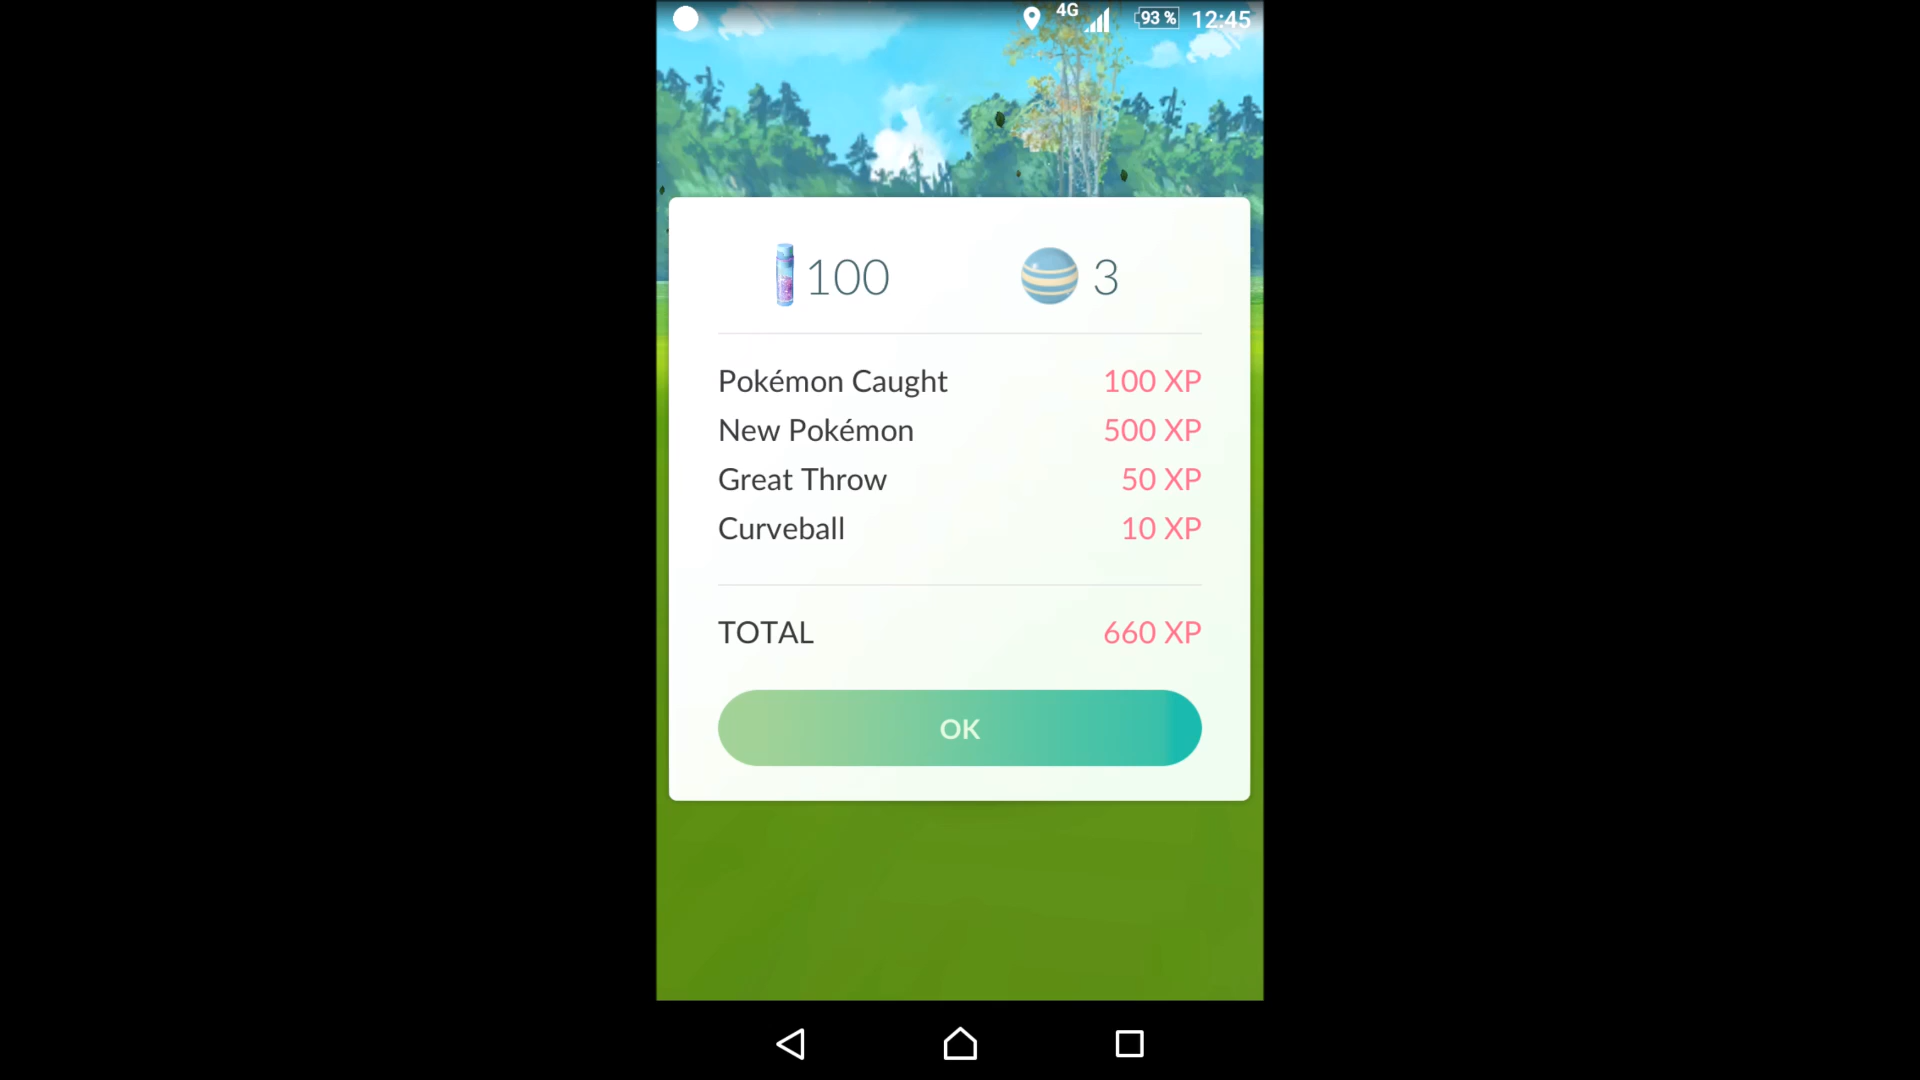 4G 93 % 12:45
100 3
Pokémon Caught 100 XP
New Pokémon 500 XP
Great Throw 50 XP
Curveball 10 XP
TOTAL 660 XP
OK